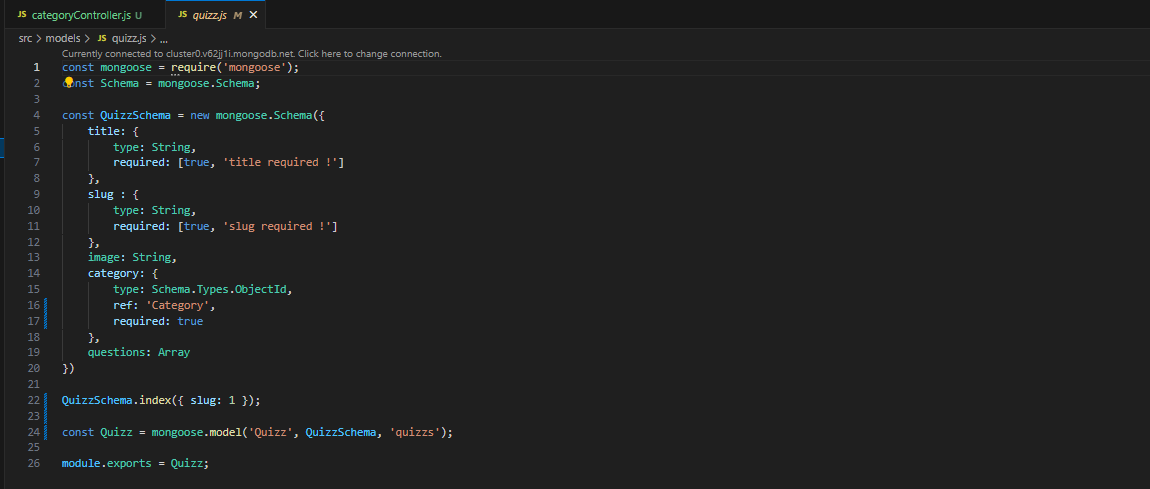 JS categoryController.js U JS quizz.js M ×
src > models > JS quizz.js > ...
Currently connected to cluster0.v62jj1i.mongodb.net. Click here to change connection.
1 const mongoose = require('mongoose');
2 const Schema = mongoose.Schema;
3
4 const QuizzSchema = new mongoose.Schema({
5     title: {
6         type: String,
7         required: [true, 'title required !']
8     },
9     slug : {
10         type: String,
11         required: [true, 'slug required !']
12     },
13     image: String,
14     category: {
15         type: Schema.Types.ObjectId,
16         ref: 'Category',
17         required: true
18     },
19     questions: Array
20 })
21
22 QuizzSchema.index({ slug: 1 });
23
24 const Quizz = mongoose.model('Quizz', QuizzSchema, 'quizzs');
25
26 module.exports = Quizz;